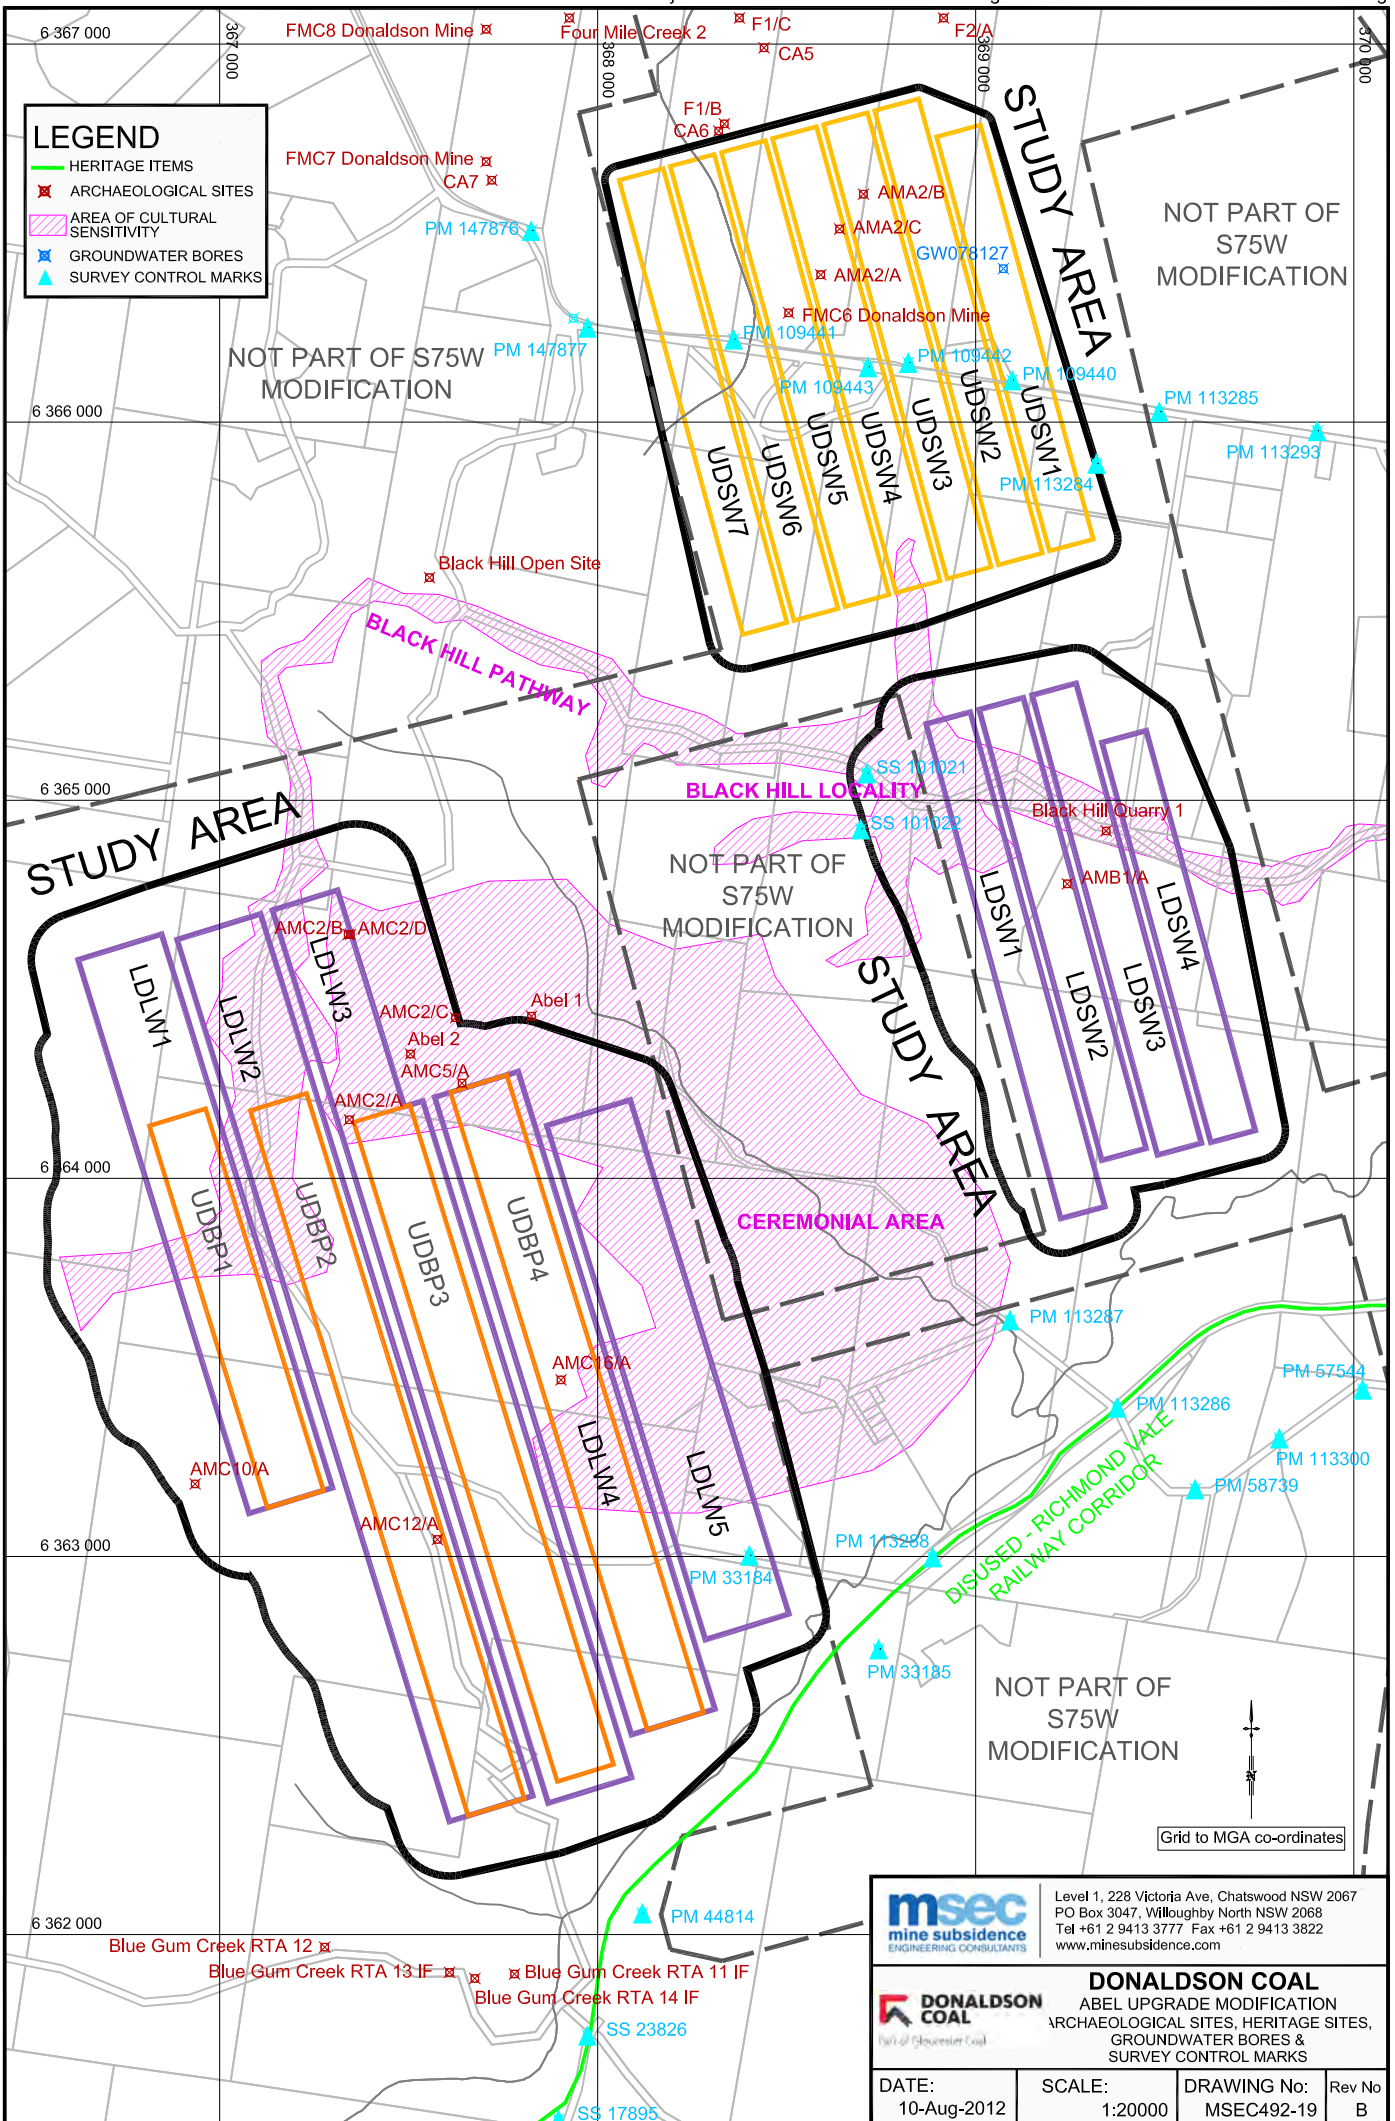 FMC8 Donaldson Mine
Four Mile Creek 2
F1/C
F2/A
CA5
6 367 000
367 000
368 000
369 000
370 000
LEGEND
HERITAGE ITEMS
ARCHAEOLOGICAL SITES
AREA OF CULTURAL
SENSITIVITY
GROUNDWATER BORES
SURVEY CONTROL MARKS
F1/B
CA6
FMC7 Donaldson Mine
CA7
PM 147876
PM 147877
STUDY AREA
NOT PART OF
S75W
MODIFICATION
AMA2/B
AMA2/C
GW078127
AMA2/A
FMC6 Donaldson Mine
PM 109441
PM 109442
PM 109443
PM 109440
NOT PART OF S75W
MODIFICATION
6 366 000
PM 113285
PM 113293
PM 113284
UDSW7
UDSW6
UDSW5
UDSW4
UDSW3
UDSW2
UDSW1
Black Hill Open Site
BLACK HILL PATHWAY
SS 101021
BLACK HILL LOCALITY
SS 101022
6 365 000
Black Hill Quarry 1
AMB1/A
STUDY AREA
NOT PART OF
S75W
MODIFICATION
LDSW1
LDSW2
LDSW3
LDSW4
STUDY AREA
AMC2/B
AMC2/D
LDLW1
LDLW2
LDLW3
AMC2/C
Abel 1
Abel 2
AMC5/A
AMC2/A
6 364 000
UDBP1
UDBP2
UDBP3
UDBP4
CEREMONIAL AREA
PM 113287
AMC16/A
PM 57544
PM 113286
PM 113300
PM 58739
LDLW4
LDLW5
AMC10/A
AMC12/A
6 363 000
PM 33184
PM 113288
DISUSED - RICHMOND VALE
RAILWAY CORRIDOR
PM 33185
NOT PART OF
S75W
MODIFICATION
N
Grid to MGA co-ordinates
6 362 000
PM 44814
Blue Gum Creek RTA 12
Blue Gum Creek RTA 13 IF
Blue Gum Creek RTA 11 IF
Blue Gum Creek RTA 14 IF
SS 23826
SS 17895
msec
mine subsidence
ENGINEERING CONSULTANTS
Level 1, 228 Victoria Ave, Chatswood NSW 2067
PO Box 3047, Willoughby North NSW 2068
Tel +61 2 9413 3777 Fax +61 2 9413 3822
www.minesubsidence.com
DONALDSON
COAL
Part of Gloucester Coal
DONALDSON COAL
ABEL UPGRADE MODIFICATION
ARCHAEOLOGICAL SITES, HERITAGE SITES,
GROUNDWATER BORES &
SURVEY CONTROL MARKS
DATE:
10-Aug-2012
SCALE:
1:20000
DRAWING No:
MSEC492-19
Rev No
B